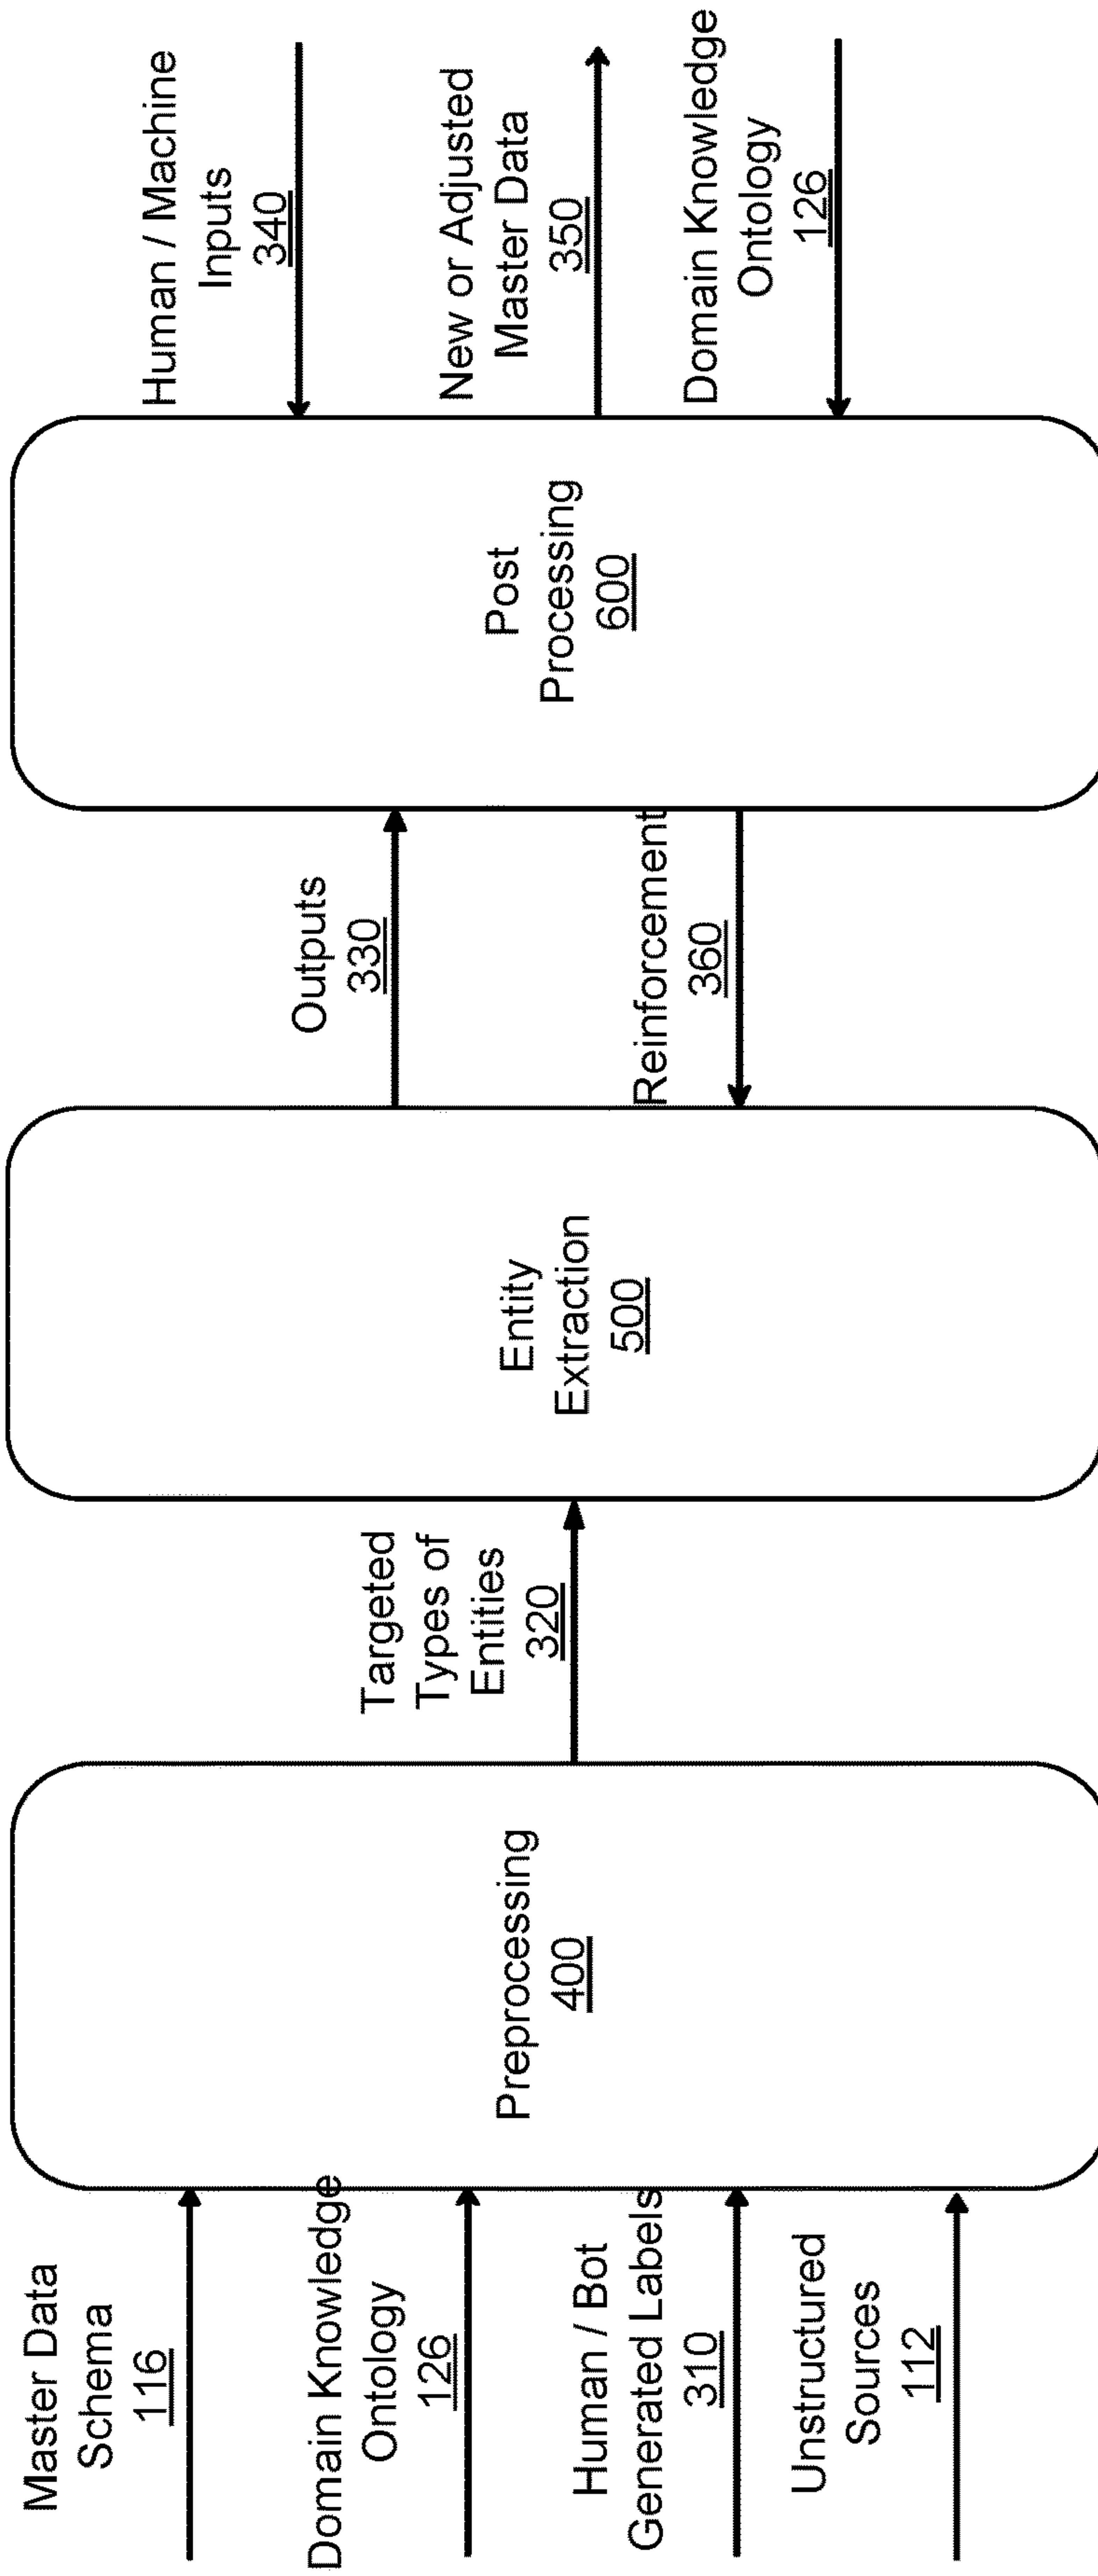 Master Data
Schema
116
Domain Knowledge
Ontology
126
Human / Bot
Generated Labels
310
Unstructured
Sources
112
Preprocessing
400
Targeted
Types of
Entities
320
Entity
Extraction
500
Outputs
330
Reinforcement
360
Post
Processing
600
Human / Machine
Inputs
340
New or Adjusted
Master Data
350
Domain Knowledge
Ontology
126